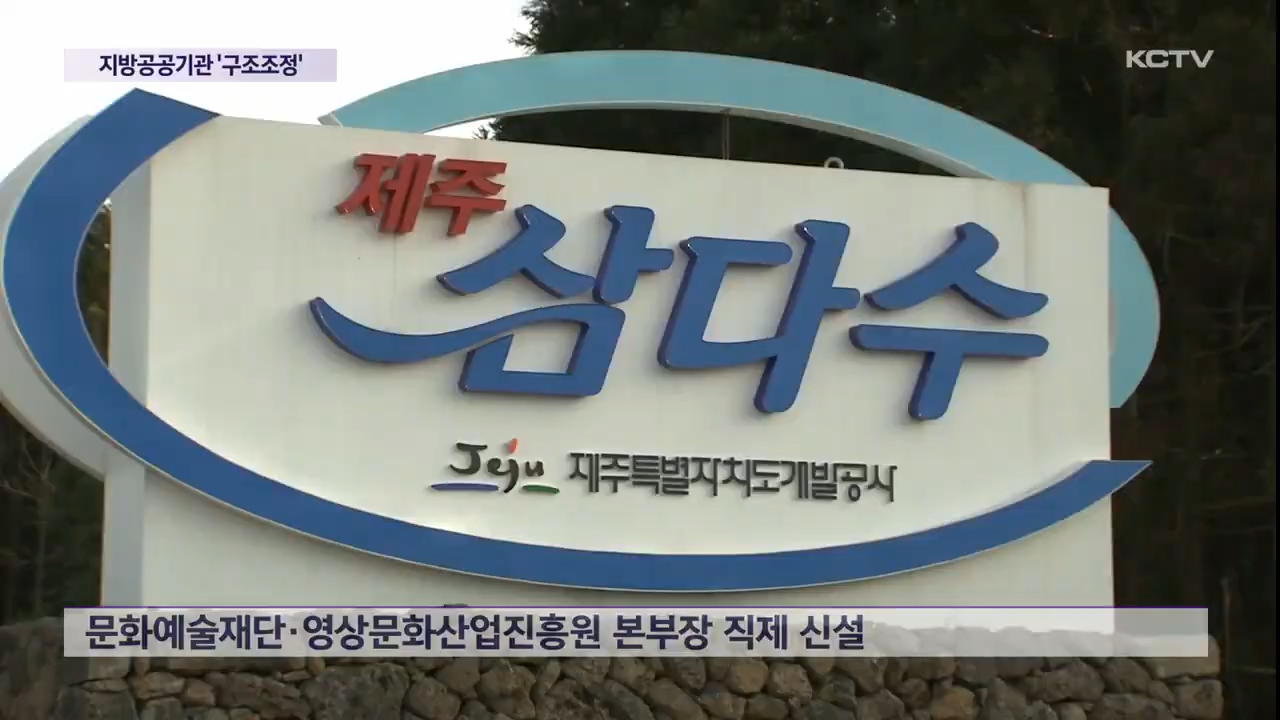 지방공공기관 '구조조정'
KCTV
제주
삼다수
Jeju 제주특별자치도개발공사
문화예술재단·영상문화산업진흥원 본부장 직제 신설